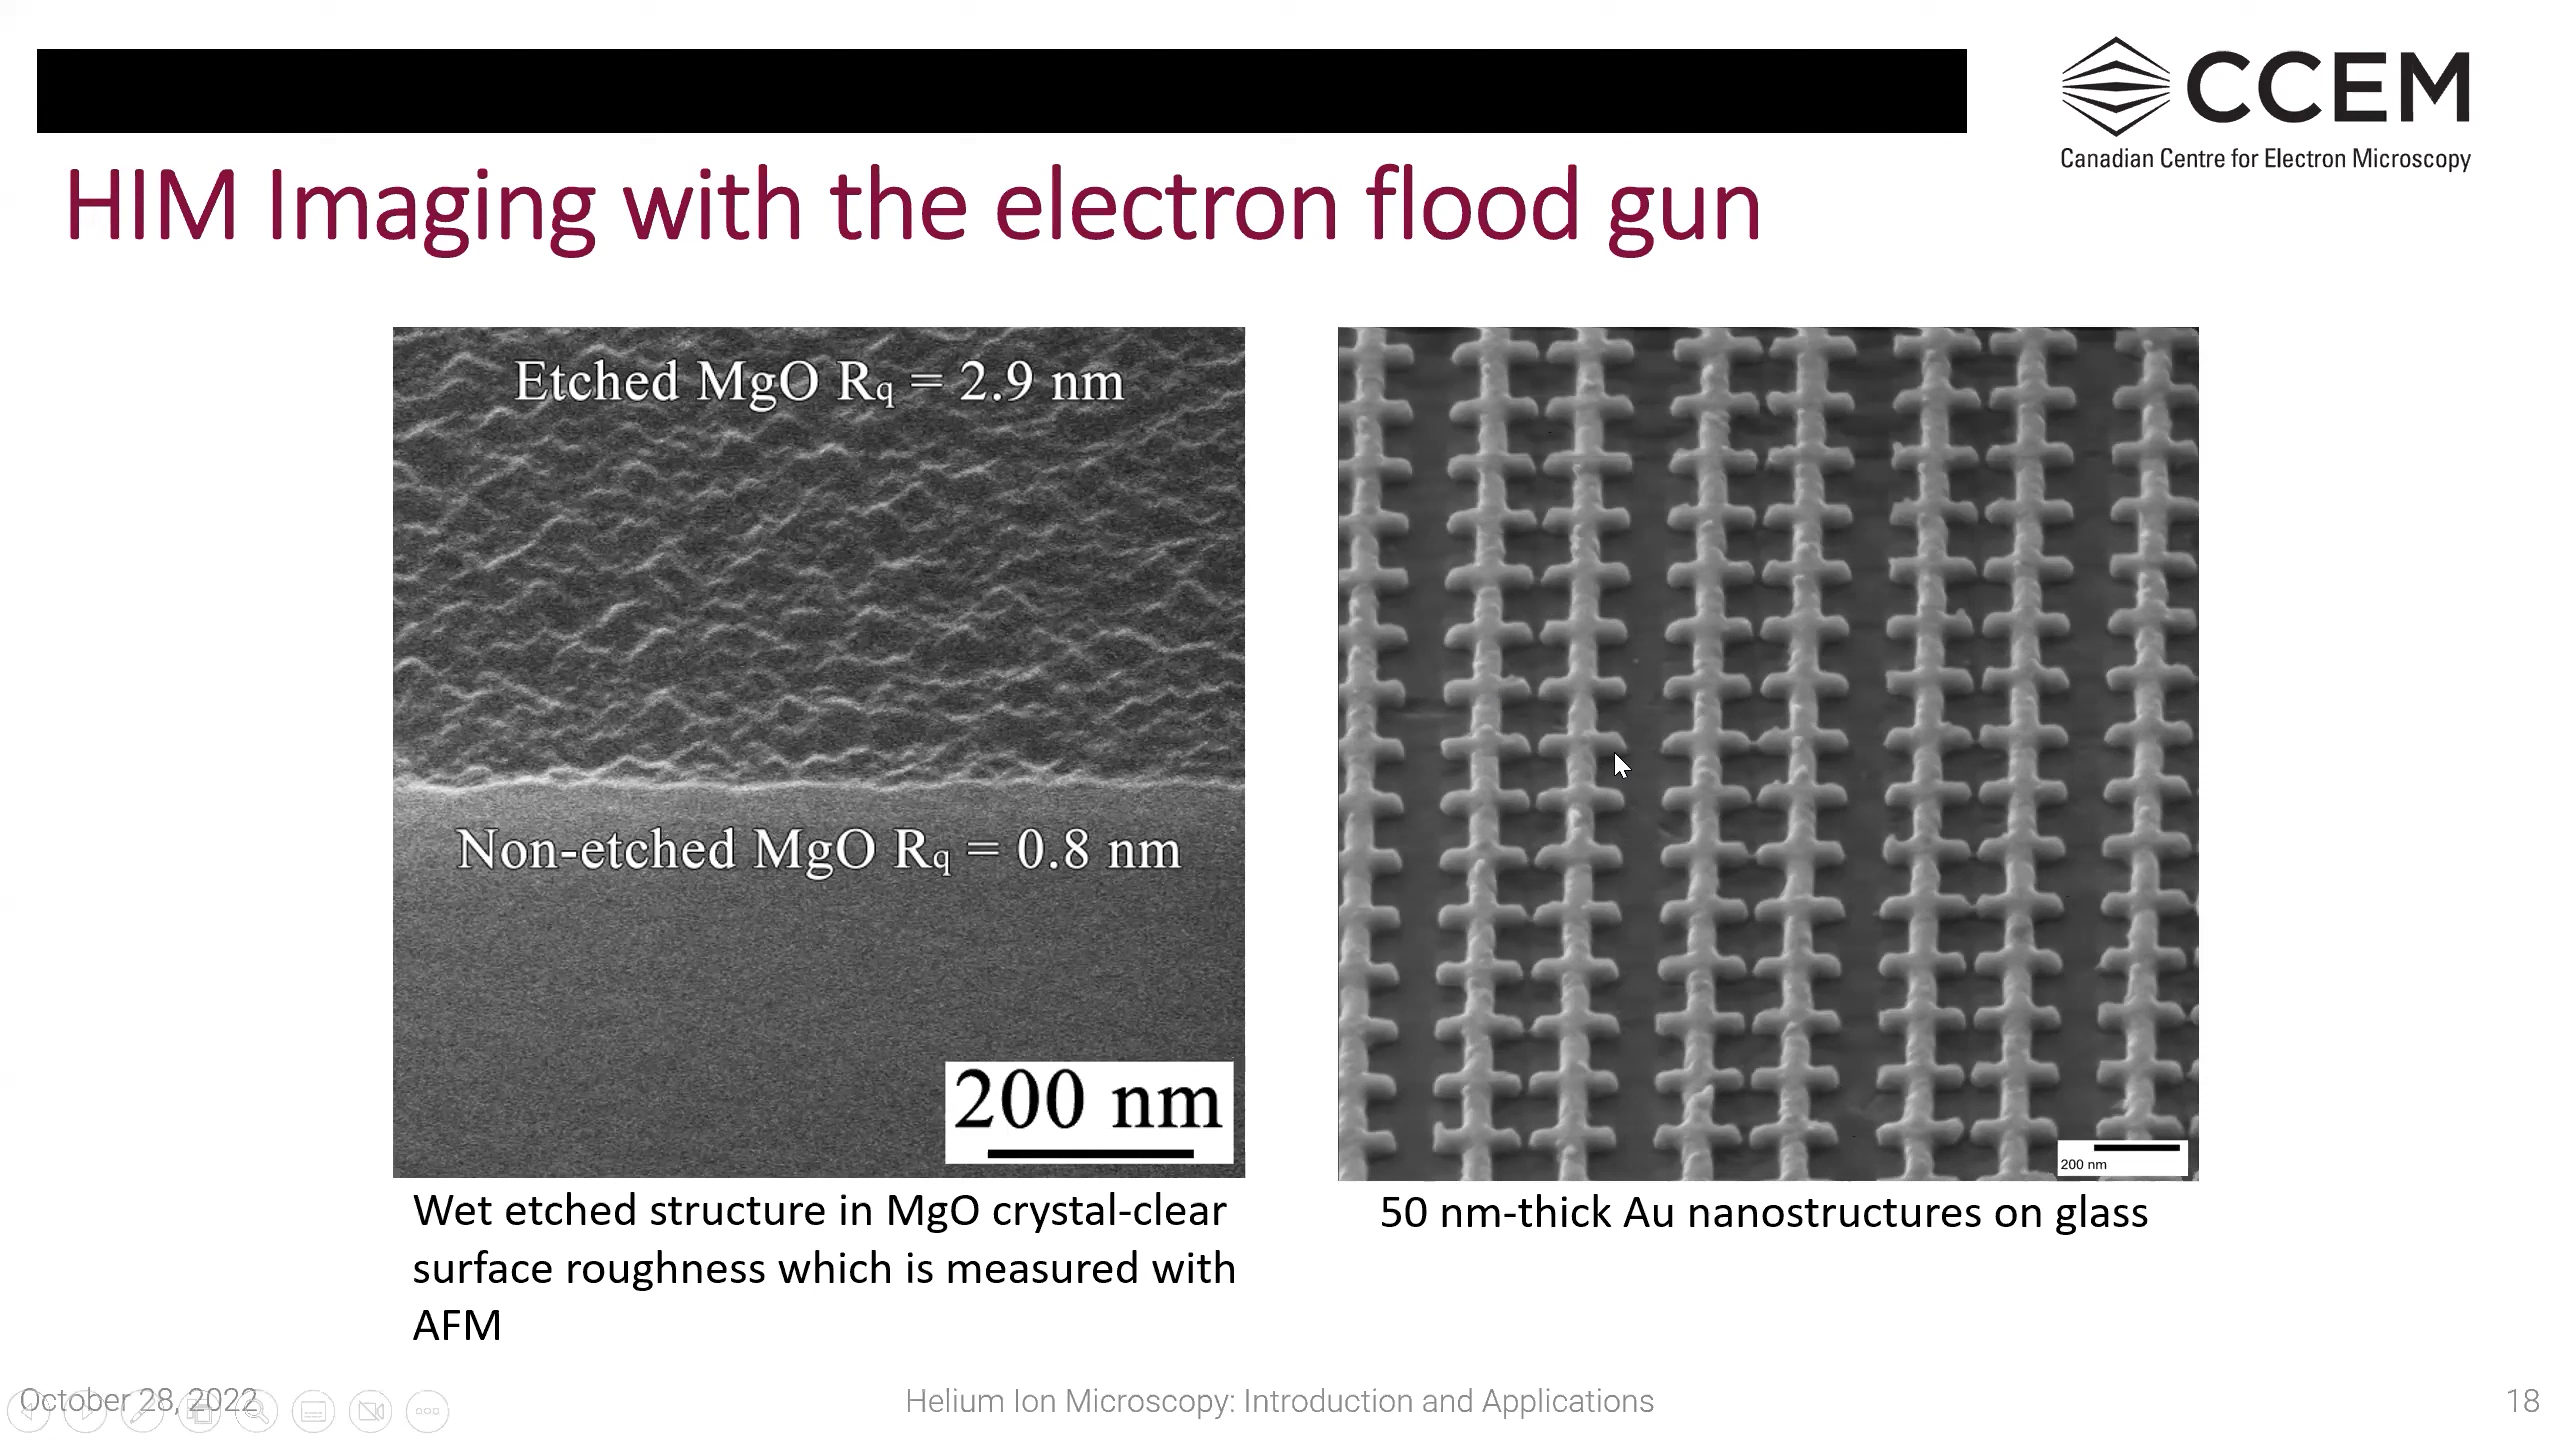 CCEM
Canadian Centre for Electron Microscopy
HIM Imaging with the electron flood gun
Etched MgO Rq = 2.9 nm
Non-etched MgO Rq = 0.8 nm
200 nm
200 nm
Wet etched structure in MgO crystal-clear
surface roughness which is measured with
AFM
50 nm-thick Au nanostructures on glass
October 28, 2022
Helium Ion Microscopy: Introduction and Applications
18